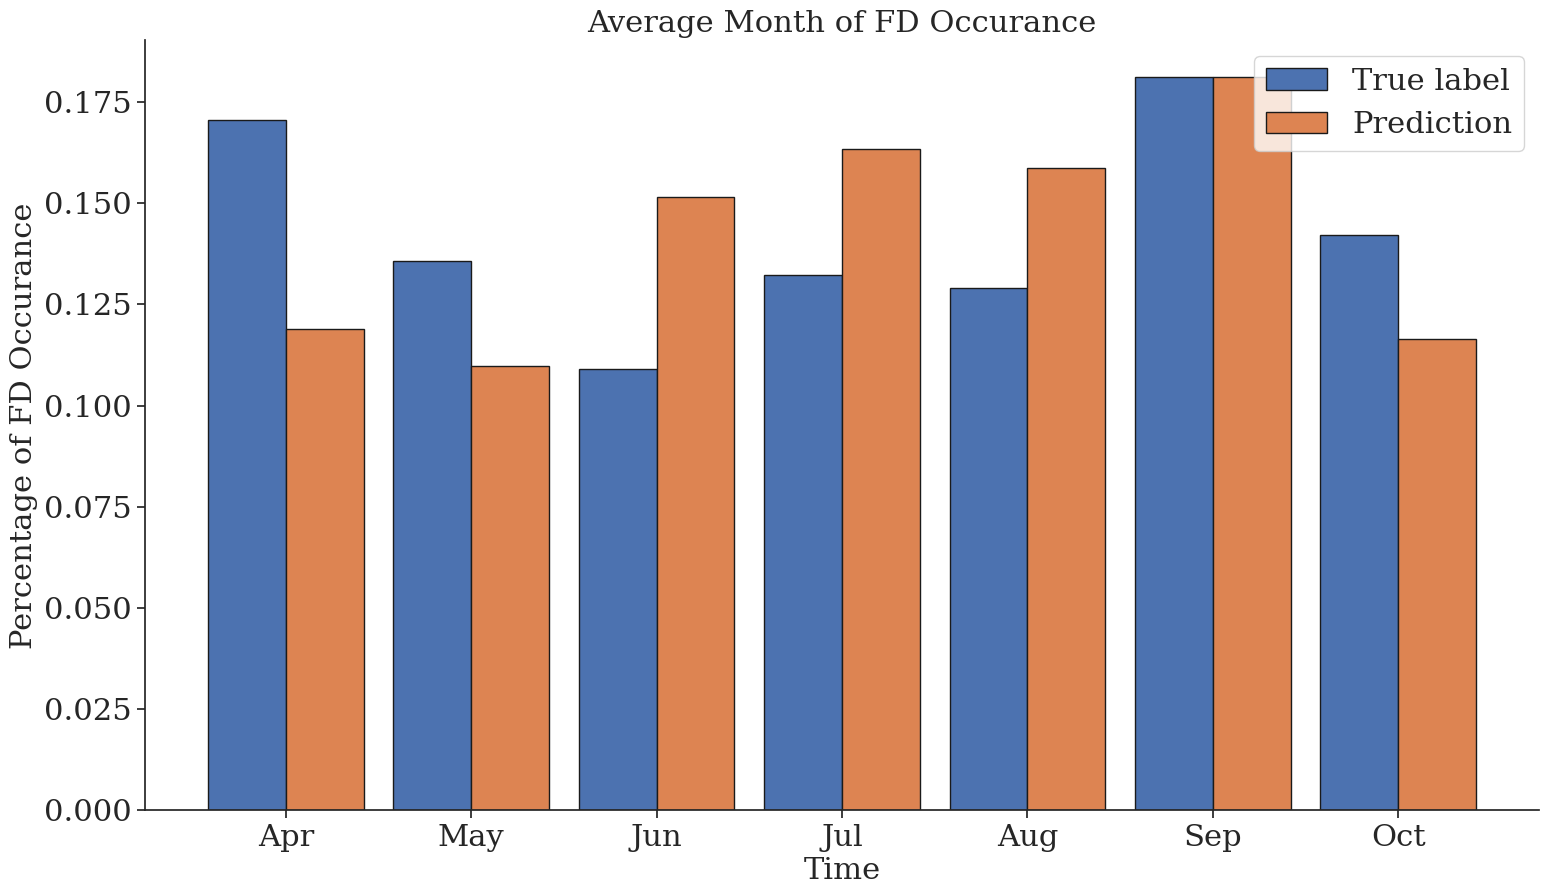 Average Month of FD Occurance
True label
Prediction
Percentage of FD Occurance
0.175
0.150
0.125
0.100
0.075
0.050
0.025
0.000
Apr May Jun Jul Aug Sep Oct
Time